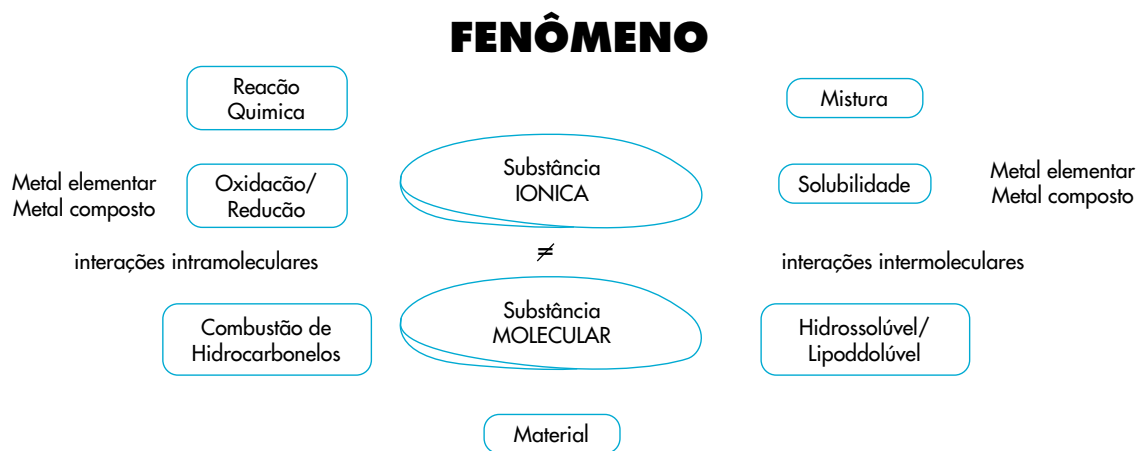 FENÔMENO
Reacão
Quimica
Mistura
Substância
IONICA
Metal elementar
Metal composto
Oxidacão/
Reducão
Solubilidade
Metal elementar
Metal composto
≠
interações intramoleculares
interações intermoleculares
Substância
MOLECULAR
Combustão de
Hidrocarbonelos
Hidrossolúvel/
Lipoddolúvel
Material